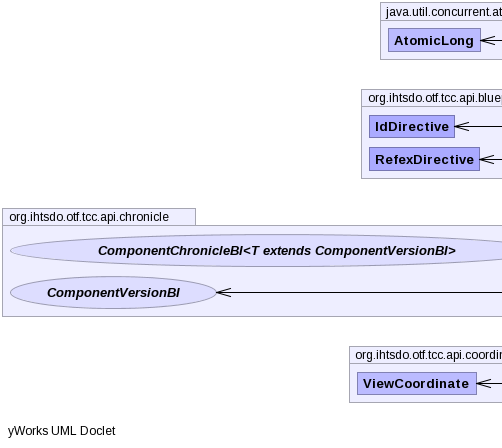 java.util.concurrent.at
AtomicLong
org.ihtsdo.otf.tcc.api.blue
IdDirective
RefexDirective
org.ihtsdo.otf.tcc.api.chronicle
ComponentChronicleBI<T extends ComponentVersionBI>
ComponentVersionBI
org.ihtsdo.otf.tcc.api.coordin
ViewCoordinate
yWorks UML Doclet